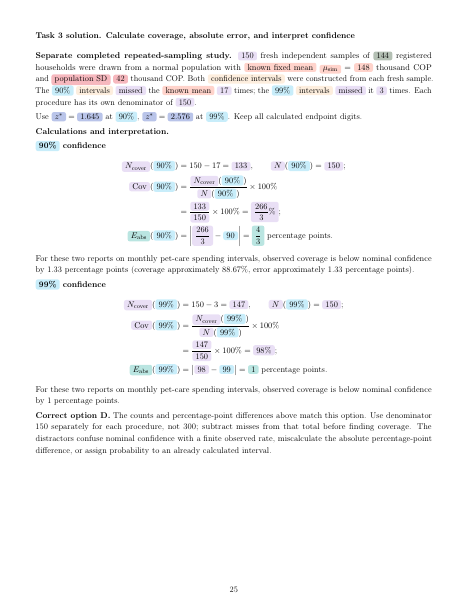 Task 3 solution. Calculate coverage, absolute error, and interpret confidence
Separate completed repeated-sampling study. 150 fresh independent samples of 144 registered
households were drawn from a normal population with known fixed mean μ_sim = 148 thousand COP
and population SD 42 thousand COP. Both confidence intervals were constructed from each fresh sample.
The 90% intervals missed the known mean 17 times; the 99% intervals missed it 3 times. Each
procedure has its own denominator of 150.
Use z* = 1.645 at 90%, z* = 2.576 at 99%. Keep all calculated endpoint digits.
Calculations and interpretation.
90% confidence
N_cover(90%) = 150 − 17 = 133, N(90%) = 150;
Cov(90%) = N_cover(90%) / N(90%) × 100%
= 133/150 × 100% = 266/3 %;
E_abs(90%) = |266/3 − 90| = 4/3 percentage points.
For these two reports on monthly pet-care spending intervals, observed coverage is below nominal confidence
by 1.33 percentage points (coverage approximately 88.67%, error approximately 1.33 percentage points).
99% confidence
N_cover(99%) = 150 − 3 = 147, N(99%) = 150;
Cov(99%) = N_cover(99%) / N(99%) × 100%
= 147/150 × 100% = 98%;
E_abs(99%) = |98 − 99| = 1 percentage points.
For these two reports on monthly pet-care spending intervals, observed coverage is below nominal confidence
by 1 percentage points.
Correct option D. The counts and percentage-point differences above match this option. Use denominator
150 separately for each procedure, not 300; subtract misses from that total before finding coverage. The
distractors confuse nominal confidence with a finite observed rate, miscalculate the absolute percentage-point
difference, or assign probability to an already calculated interval.
25